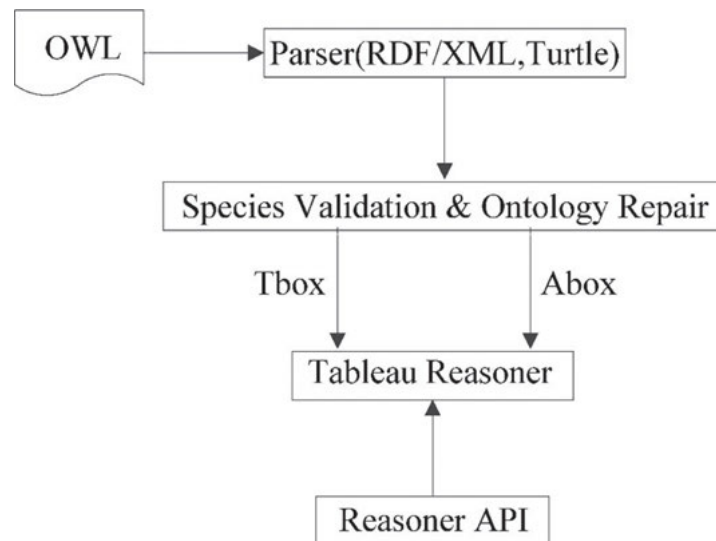 OWL
Parser(RDF/XML,Turtle)
Species Validation & Ontology Repair
Tbox
Abox
Tableau Reasoner
Reasoner API